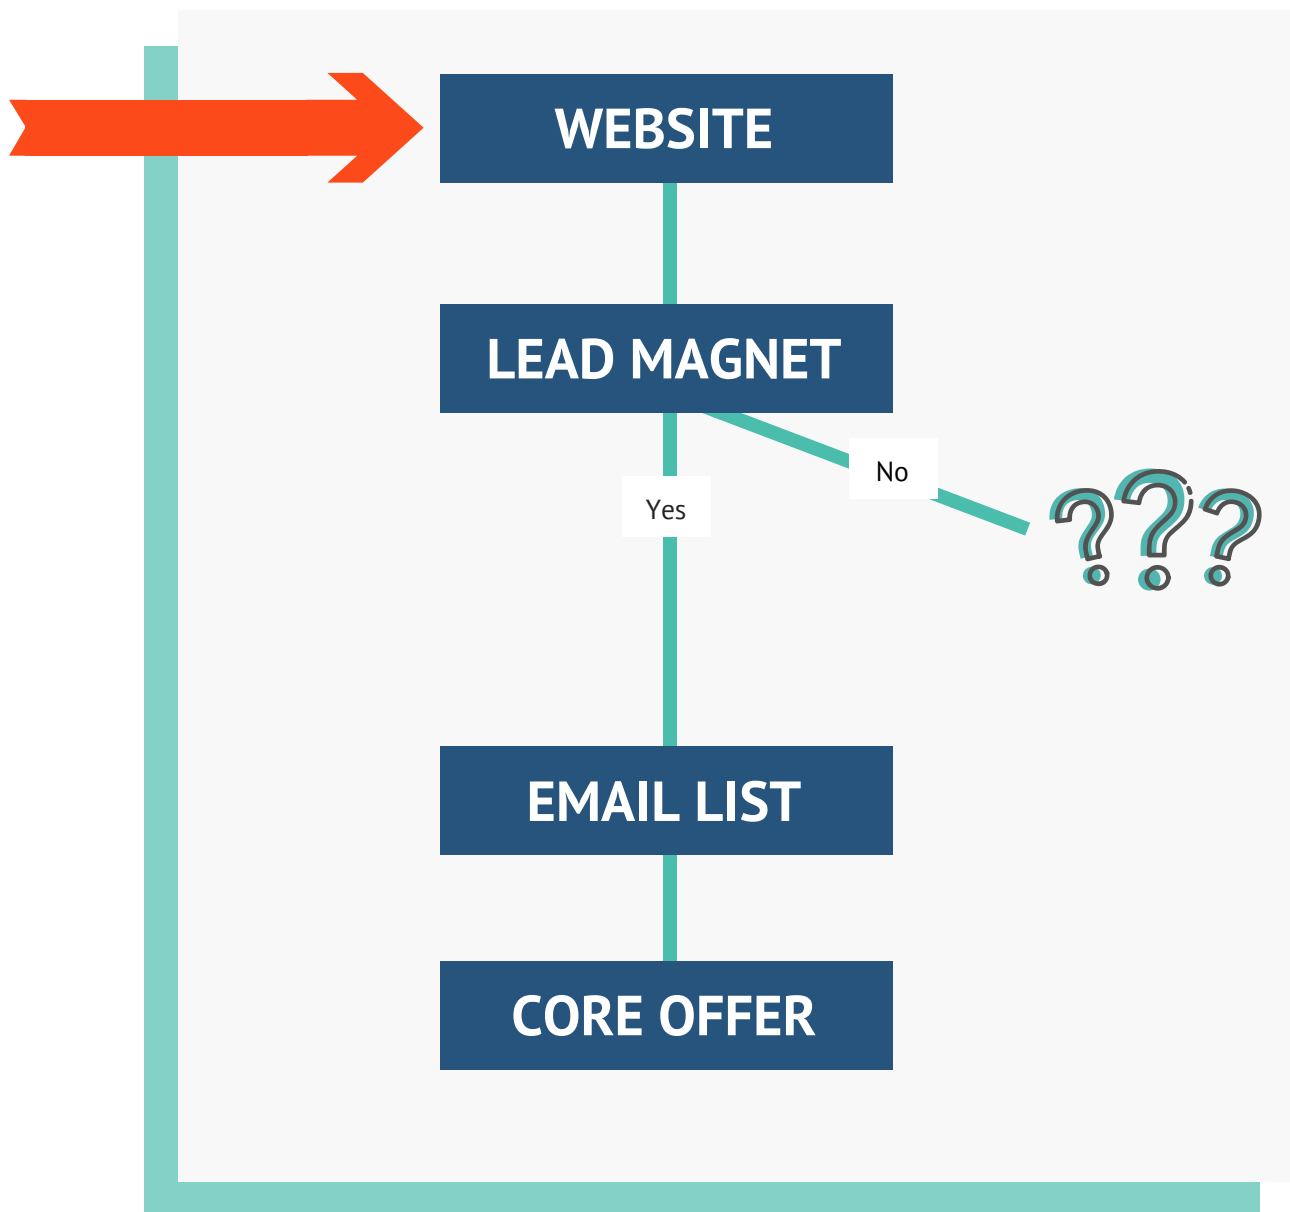 WEBSITE
LEAD MAGNET
No
Yes
???
EMAIL LIST
CORE OFFER